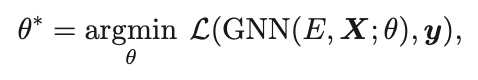 θ* = argmin ℒ(GNN(E, X; θ), y),
θ